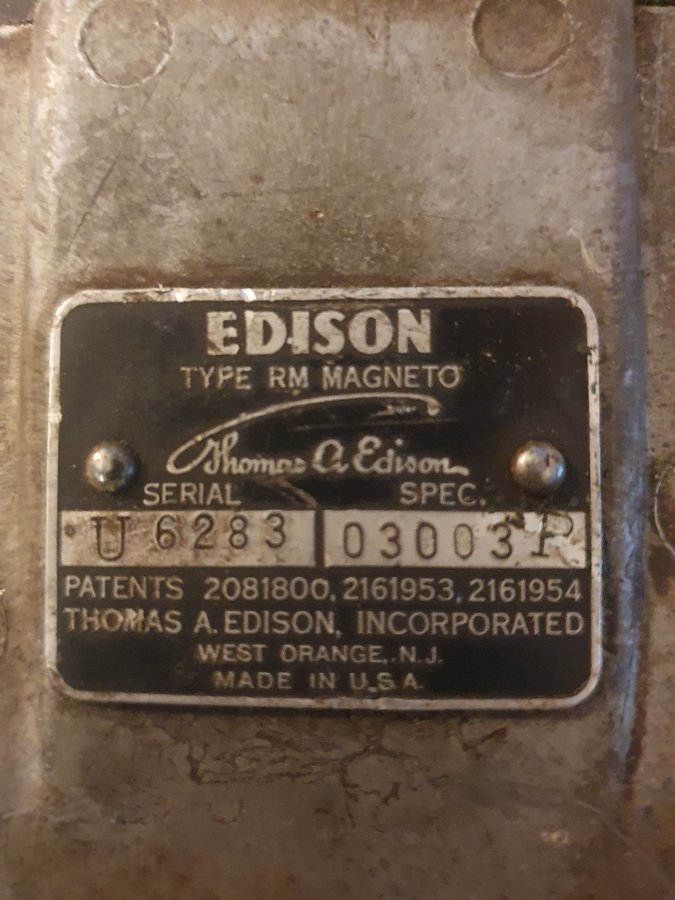 EDISON
TYPE RM MAGNETO
Thomas A Edison
SERIAL SPEC.
U 6283 030031P
PATENTS 2081800, 2161953, 2161954
THOMAS A. EDISON, INCORPORATED
WEST ORANGE, N.J.
MADE IN U.S.A.